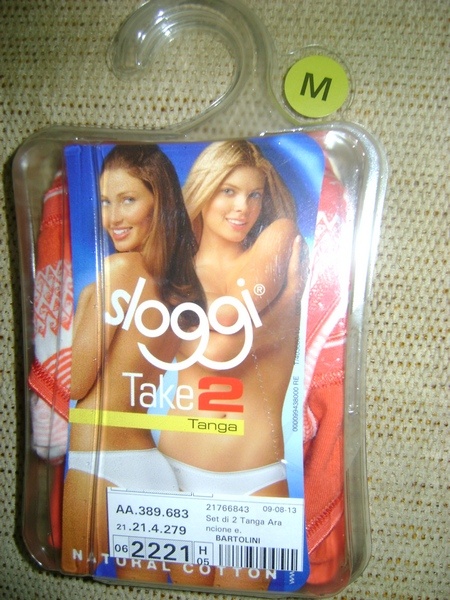 M
sloggi®
Take2
Tanga
AA.389.683
21.21.4.279
06 2221 H 05
21766843 09-08-13
Set di 2 Tanga Ara
ncione e.
BARTOLINI
NATURAL COTTON